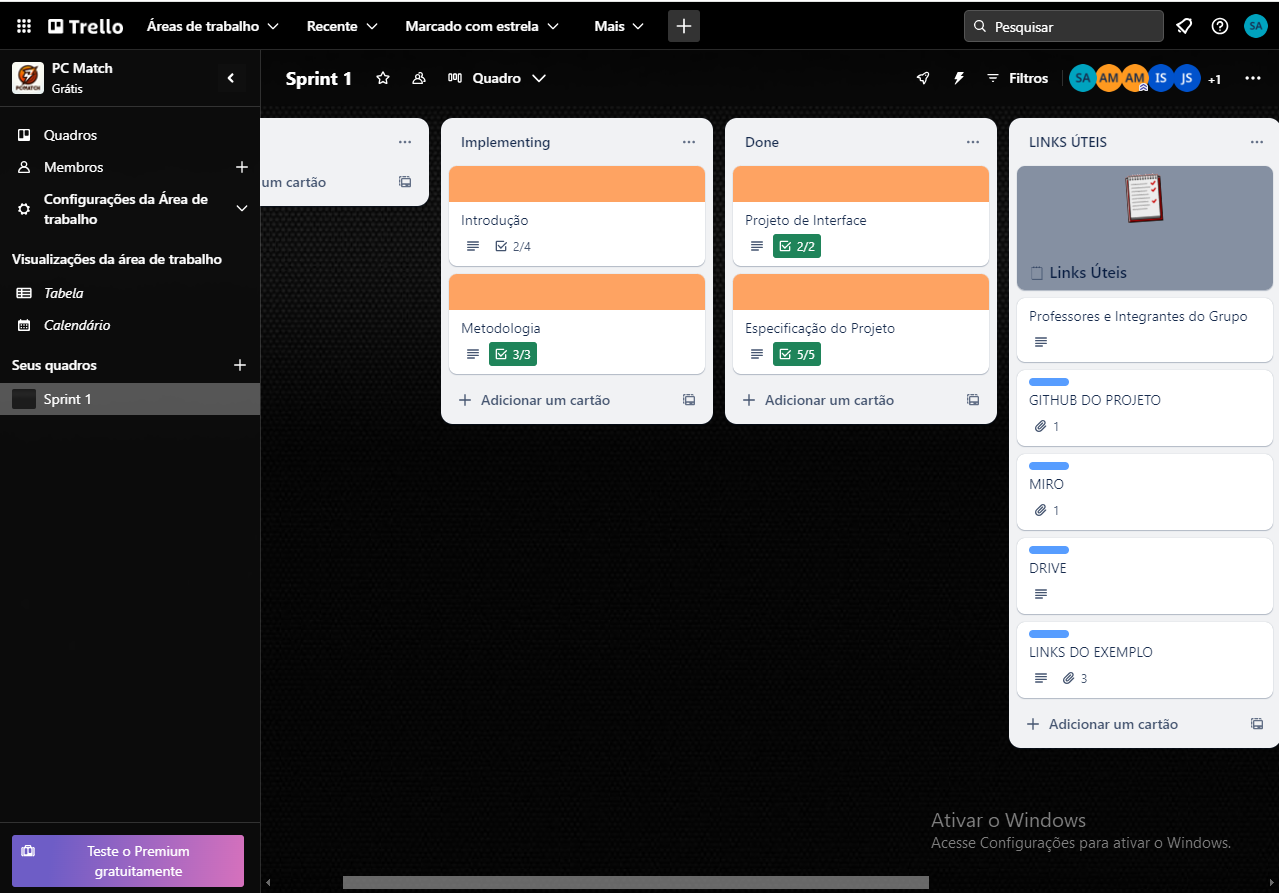 Trello
Áreas de trabalho
Recente
Marcado com estrela
Mais
Pesquisar
SA
PC Match
Grátis
Quadros
Membros
Configurações da Área de
trabalho
Visualizações da área de trabalho
Tabela
Calendário
Seus quadros
Sprint 1
Teste o Premium
gratuitamente
Sprint 1
Quadro
Filtros
SA
AM
AM
IS
JS
+1
um cartão
Implementing
Introdução
2/4
Metodologia
3/3
Adicionar um cartão
Done
Projeto de Interface
2/2
Especificação do Projeto
5/5
Adicionar um cartão
LINKS ÚTEIS
Links Úteis
Professores e Integrantes do Grupo
GITHUB DO PROJETO
1
MIRO
1
DRIVE
LINKS DO EXEMPLO
3
Adicionar um cartão
Ativar o Windows
Acesse Configurações para ativar o Windows.